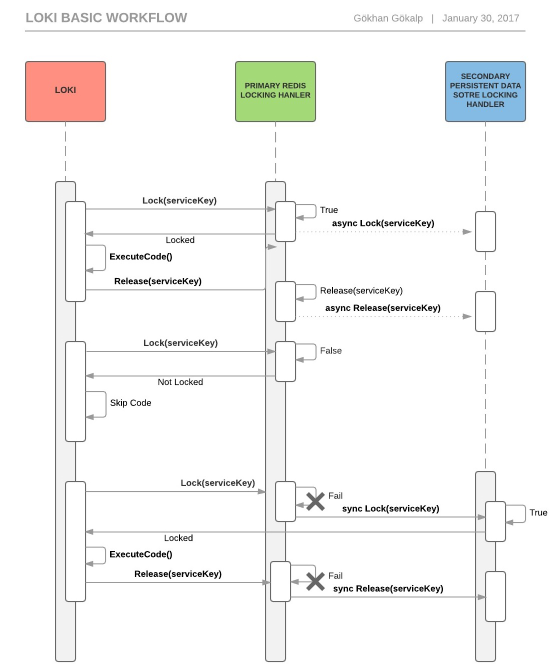 LOKI BASIC WORKFLOW
Gökhan Gökalp | January 30, 2017
LOKI
PRIMARY REDIS
LOCKING HANLER
SECONDARY
PERSISTENT DATA
SOTRE LOCKING
HANDLER
Lock(serviceKey)
True
async Lock(serviceKey)
Locked
ExecuteCode()
Release(serviceKey)
Release(serviceKey)
async Release(serviceKey)
Lock(serviceKey)
False
Not Locked
Skip Code
Lock(serviceKey)
Fail
sync Lock(serviceKey)
True
Locked
ExecuteCode()
Release(serviceKey)
Fail
sync Release(serviceKey)